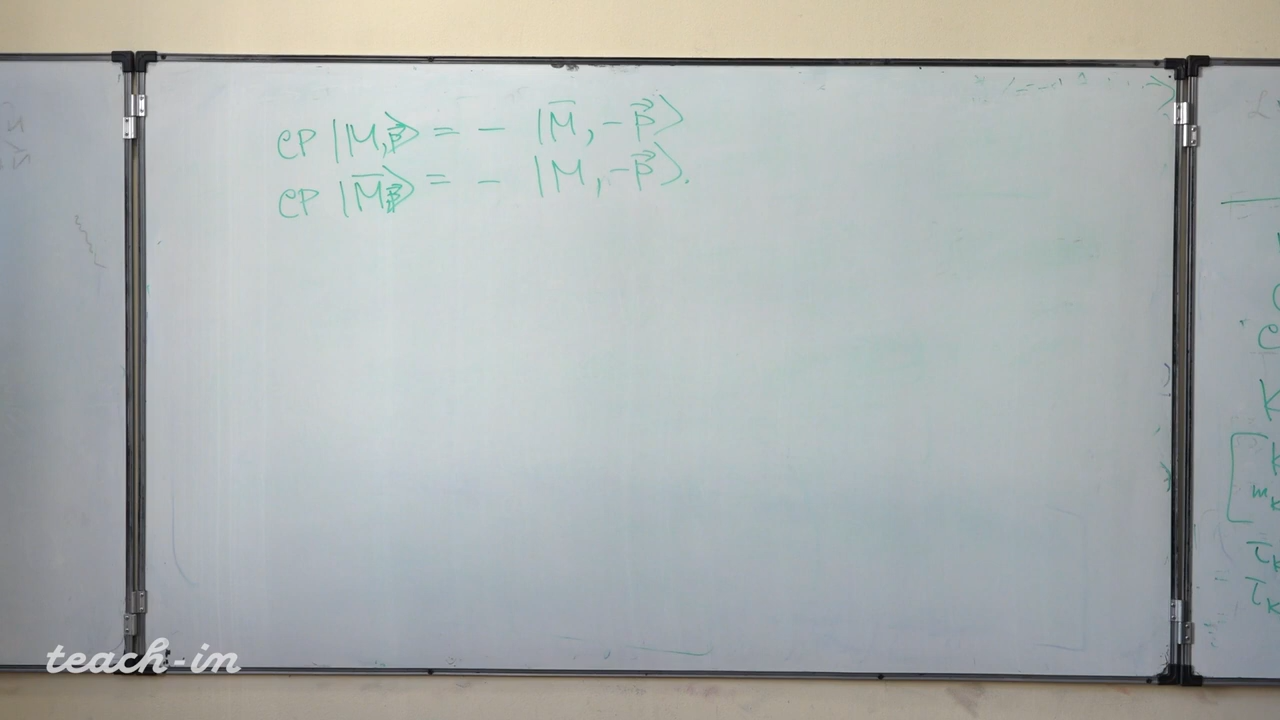 CP |M, p⃗⟩ = − |M̄, −p⃗⟩
CP |M̄, p⃗⟩ = − |M, −p⃗⟩.
K
m
teach-in